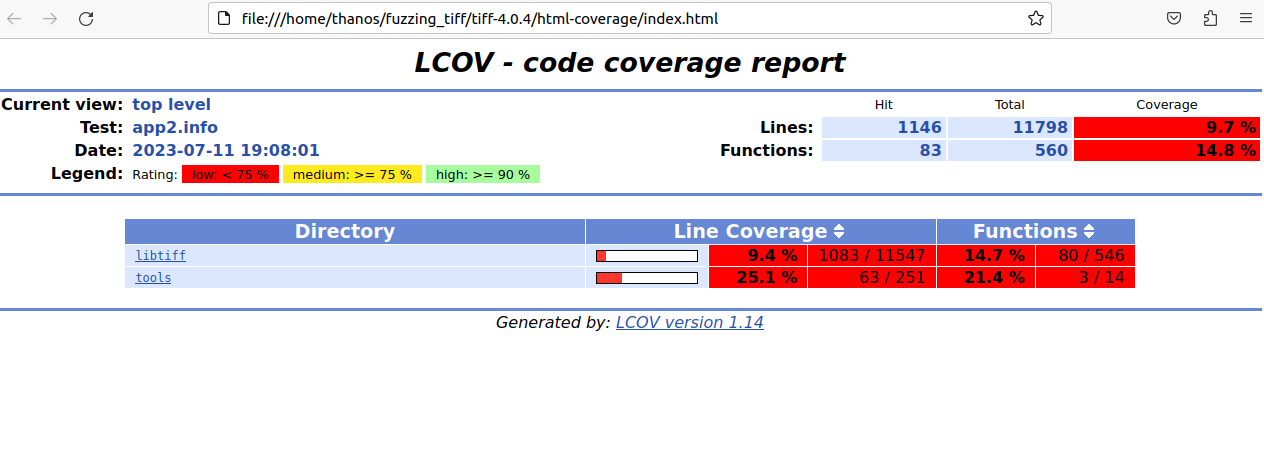 file:///home/thanos/fuzzing_tiff/tiff-4.0.4/html-coverage/index.html
LCOV - code coverage report
Current view: top level Hit Total Coverage
Test: app2.info Lines: 1146 11798 9.7 %
Date: 2023-07-11 19:08:01 Functions: 83 560 14.8 %
Legend: Rating: low: < 75 % medium: >= 75 % high: >= 90 %
Directory Line Coverage Functions
libtiff 9.4 % 1083 / 11547 14.7 % 80 / 546
tools 25.1 % 63 / 251 21.4 % 3 / 14
Generated by: LCOV version 1.14